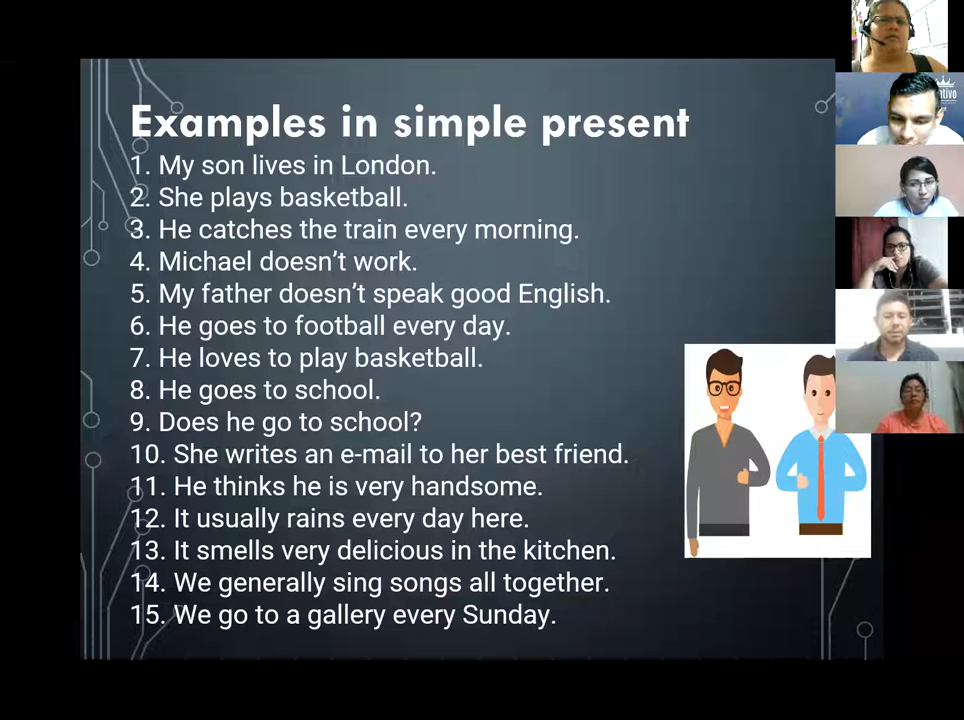 Examples in simple present
1. My son lives in London.
2. She plays basketball.
3. He catches the train every morning.
4. Michael doesn’t work.
5. My father doesn’t speak good English.
6. He goes to football every day.
7. He loves to play basketball.
8. He goes to school.
9. Does he go to school?
10. She writes an e-mail to her best friend.
11. He thinks he is very handsome.
12. It usually rains every day here.
13. It smells very delicious in the kitchen.
14. We generally sing songs all together.
15. We go to a gallery every Sunday.